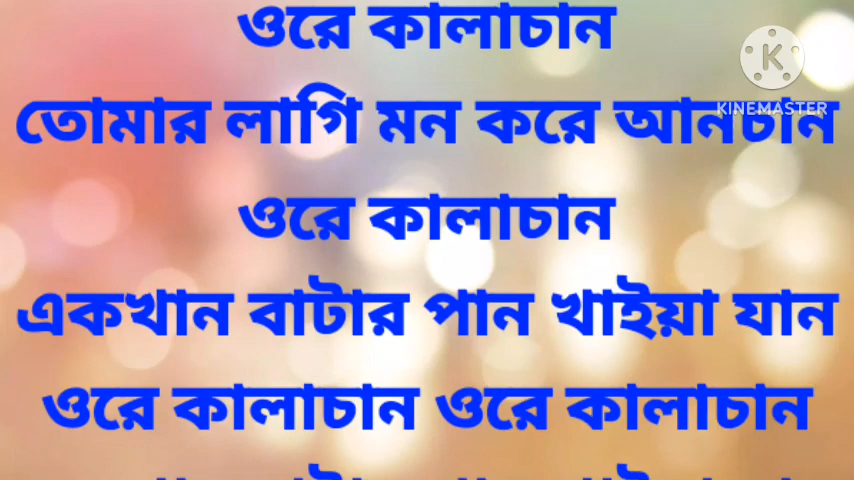 ওরে কালাচান
KINEMASTER
তোমার লাগি মন করে আনচান
ওরে কালাচান
একখান বাটার পান খাইয়া যান
ওরে কালাচান ওরে কালাচান